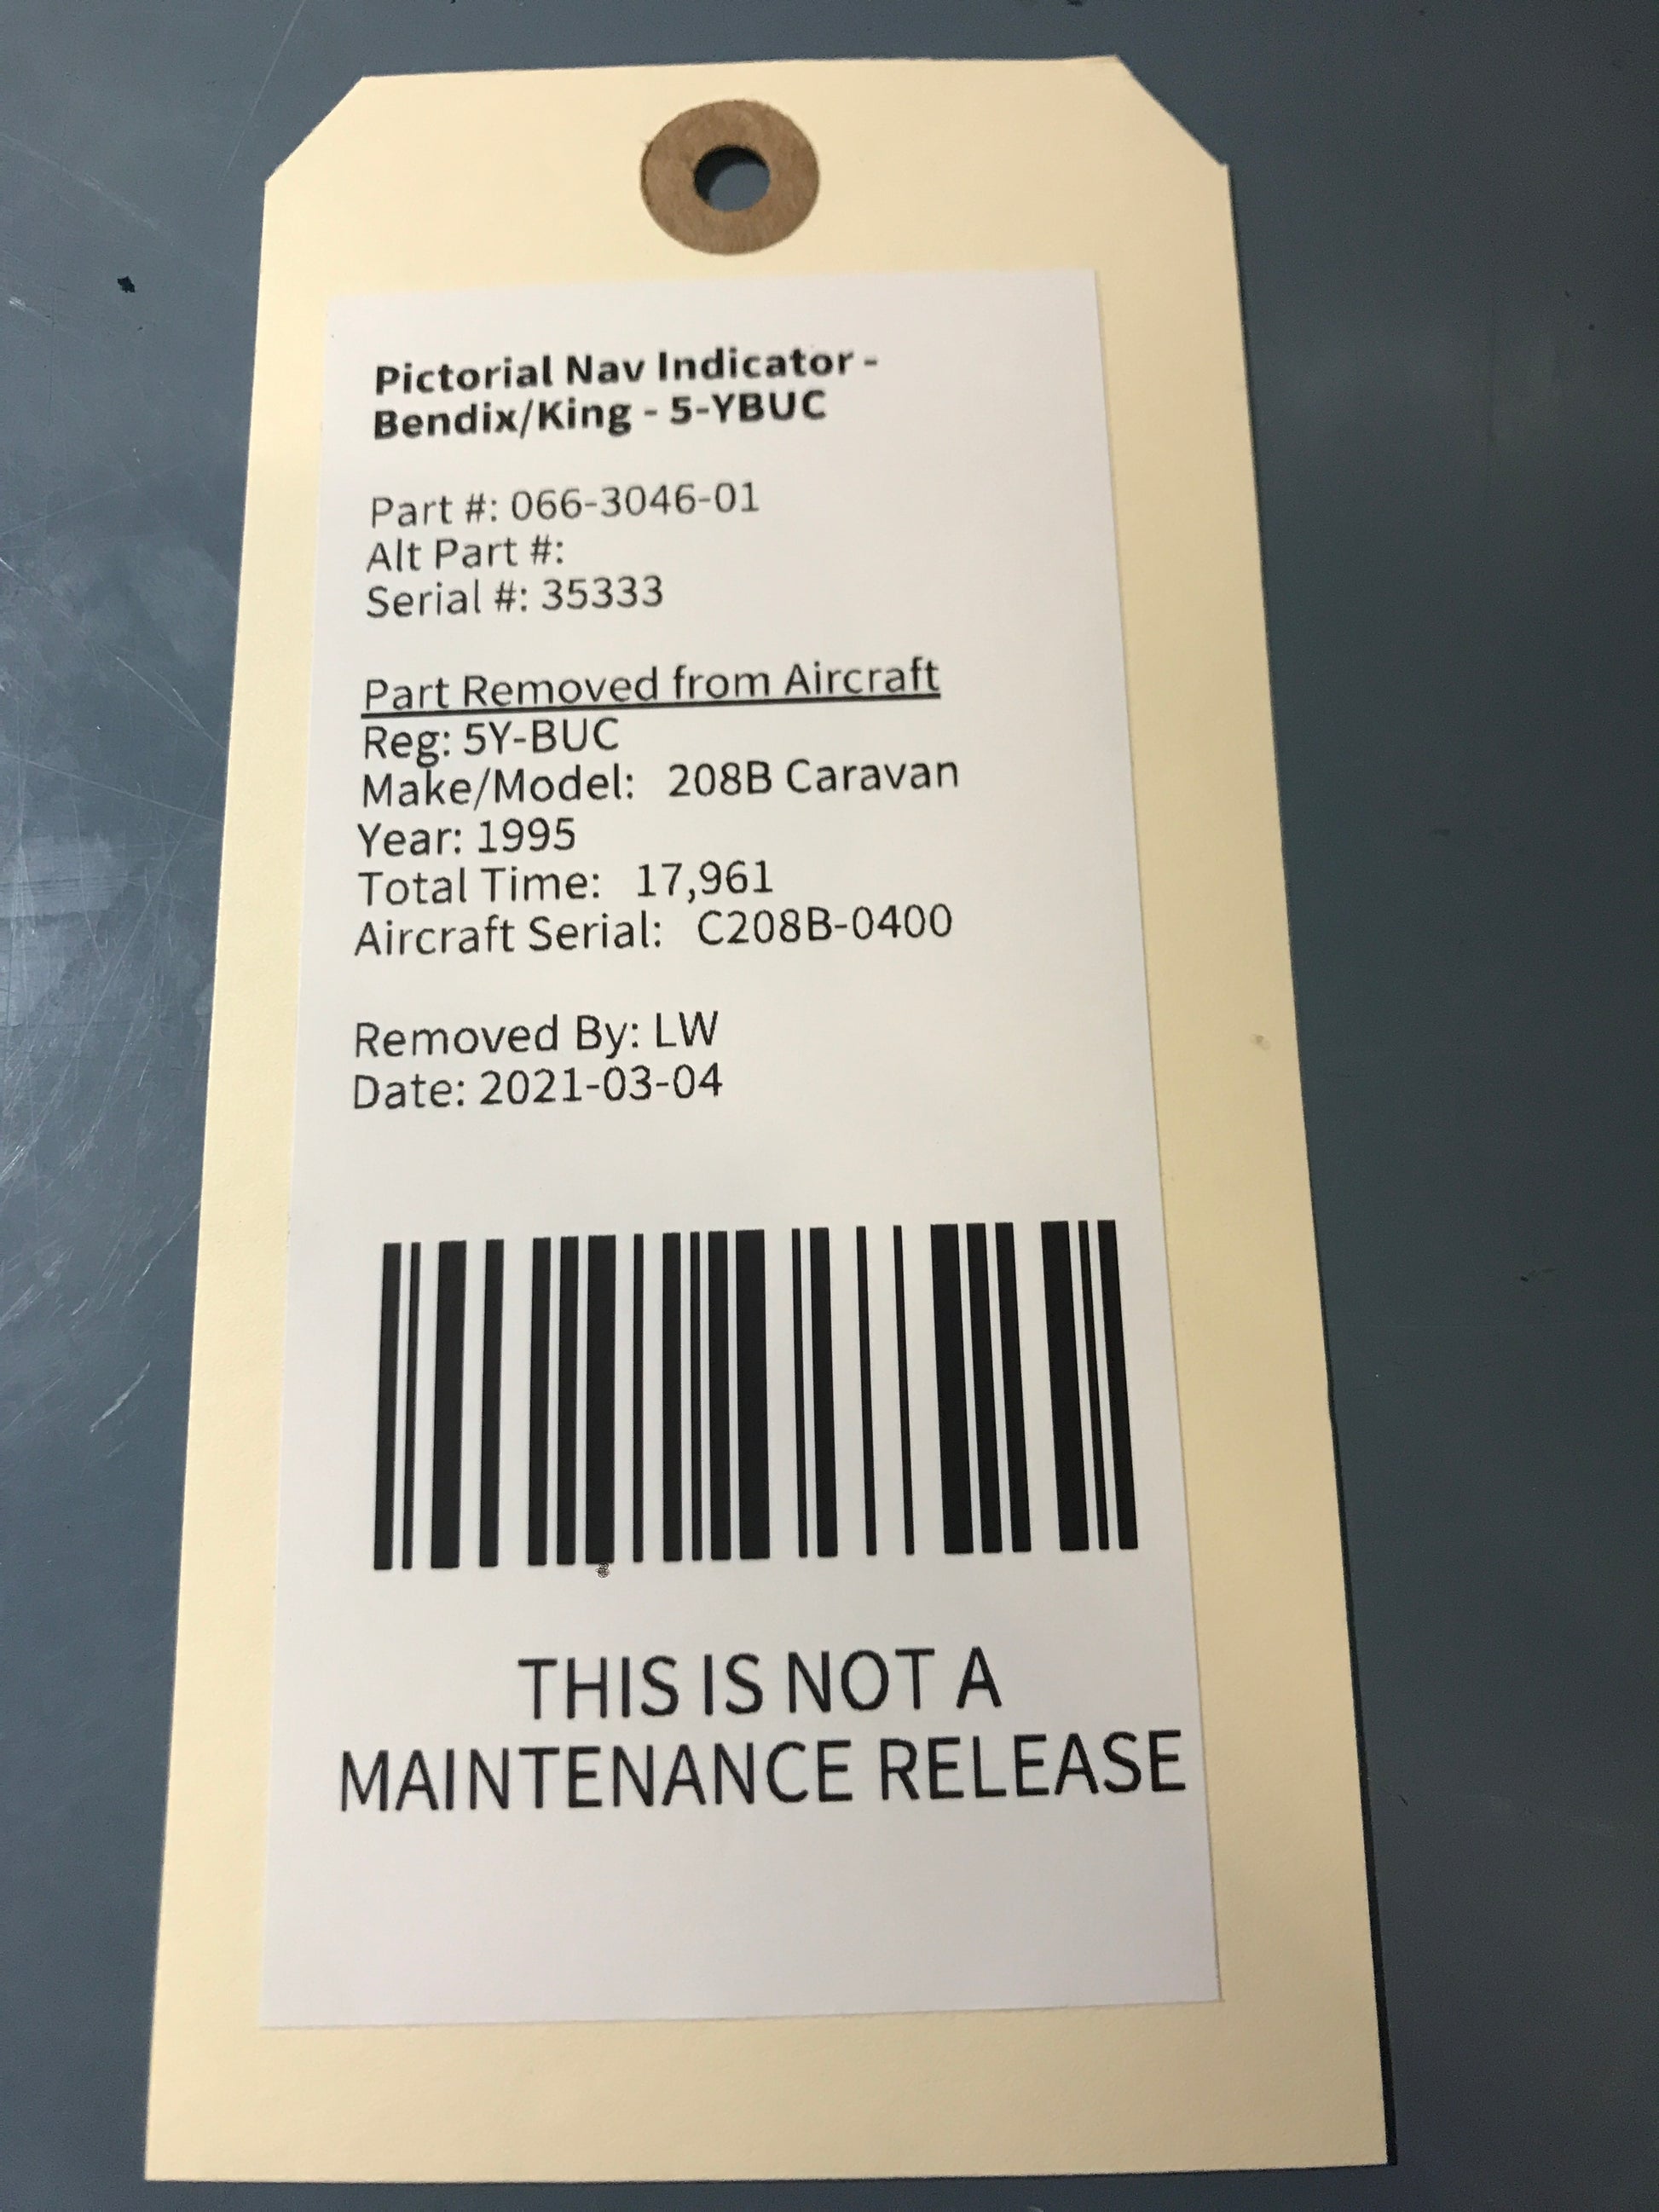 Pictorial Nav Indicator -
Bendix/King - 5-YBUC
Part #: 066-3046-01
Alt Part #:
Serial #: 35333
Part Removed from Aircraft
Reg: 5Y-BUC
Make/Model: 208B Caravan
Year: 1995
Total Time: 17,961
Aircraft Serial: C208B-0400
Removed By: LW
Date: 2021-03-04
THIS IS NOT A
MAINTENANCE RELEASE